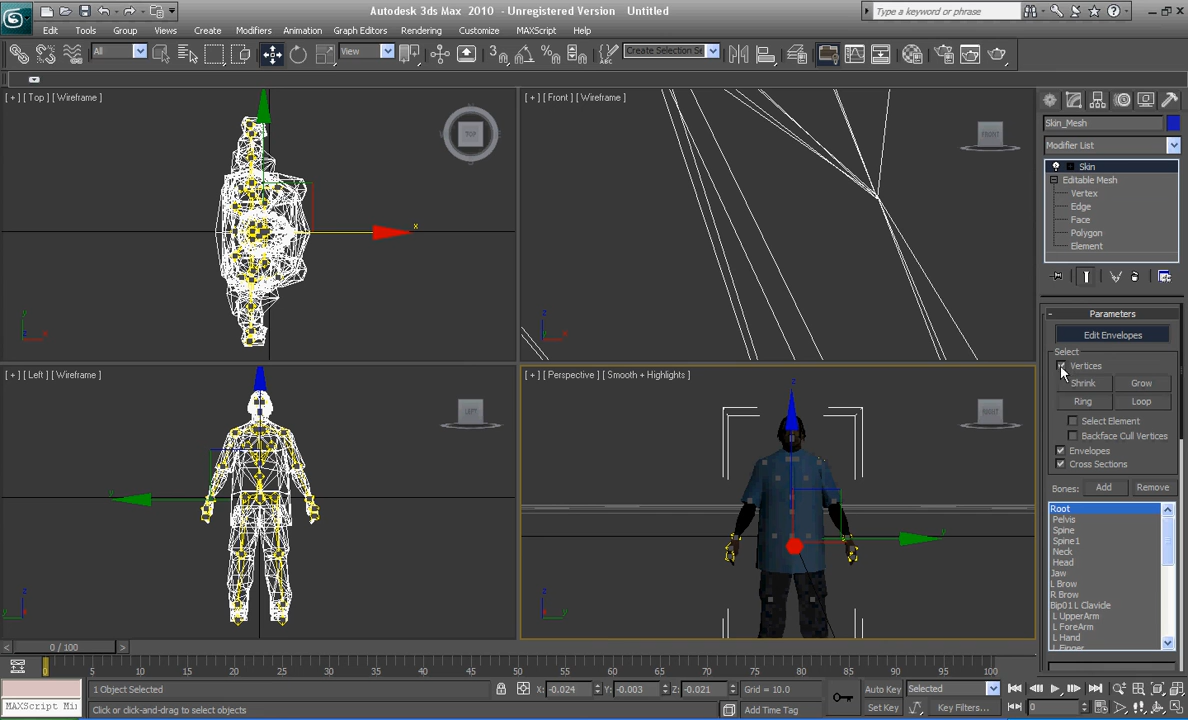 Autodesk 3ds Max 2010 - Unregistered Version Untitled
Type a keyword or phrase
Edit Tools Group Views Create Modifiers Animation Graph Editors Rendering Customize MAXScript Help
All
View
Create Selection Se
[ + ] [ Top ] [ Wireframe ]
TOP
x
y
[ + ] [ Front ] [ Wireframe ]
FRONT
z
[ + ] [ Left ] [ Wireframe ]
LEFT
y
z
[ + ] [ Perspective ] [ Smooth + Highlights ]
z
y
Skin_Mesh
Modifier List
Skin
Editable Mesh
Vertex
Edge
Face
Polygon
Element
- Parameters
Edit Envelopes
Select
Vertices
Shrink Grow
Ring Loop
Select Element
Backface Cull Vertices
Envelopes
Cross Sections
Bones: Add Remove
Root
Pelvis
Spine
Spine1
Neck
Head
Jaw
L Brow
R Brow
Bip01 L Clavicle
L UpperArm
L ForeArm
L Hand
L Finger
< 0 / 100 >
0 5 10 15 20 25 30 35 40 45 50 55 60 65 70 75 80 85 90 95 100
1 Object Selected
X: -0.024 Y: -0.003 Z: -0.021 Grid = 10.0
Auto Key Selected
MAXScript Mi
Click or click-and-drag to select objects
Add Time Tag
Set Key Key Filters...
0